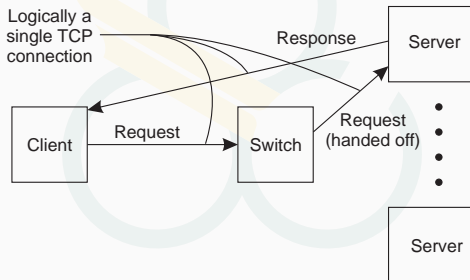 Logically a
single TCP
connection
Response
Server
Client
Request
Switch
Request
(handed off)
Server